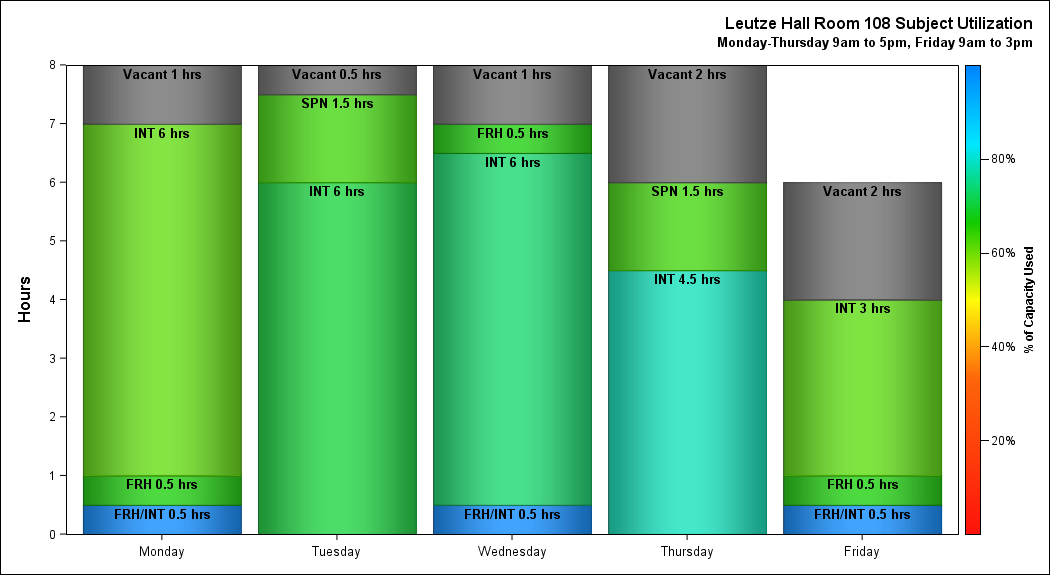 Leutze Hall Room 108 Subject Utilization
Monday-Thursday 9am to 5pm, Friday 9am to 3pm
Hours
8
7
6
5
4
3
2
1
0
Vacant 1 hrs
INT 6 hrs
FRH 0.5 hrs
FRH/INT 0.5 hrs
Monday
Vacant 0.5 hrs
SPN 1.5 hrs
INT 6 hrs
Tuesday
Vacant 1 hrs
FRH 0.5 hrs
INT 6 hrs
FRH/INT 0.5 hrs
Wednesday
Vacant 2 hrs
SPN 1.5 hrs
INT 4.5 hrs
Thursday
Vacant 2 hrs
INT 3 hrs
FRH 0.5 hrs
FRH/INT 0.5 hrs
Friday
80%
60%
40%
20%
% of Capacity Used